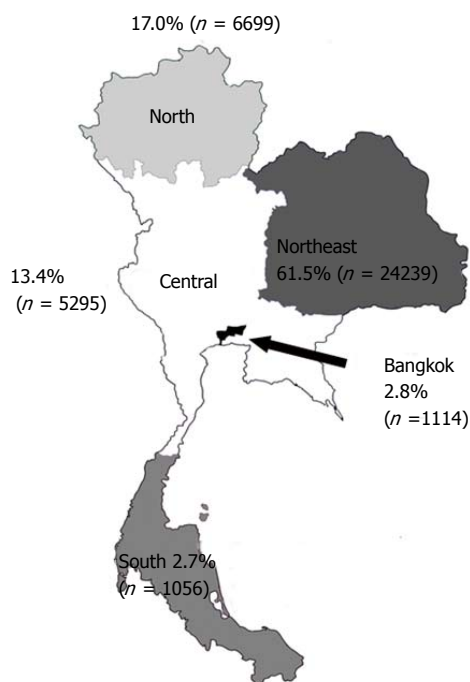 17.0% (n = 6699)
North
Northeast
61.5% (n = 24239)
13.4%
(n = 5295)
Central
Bangkok
2.8%
(n =1114)
South 2.7%
(n = 1056)